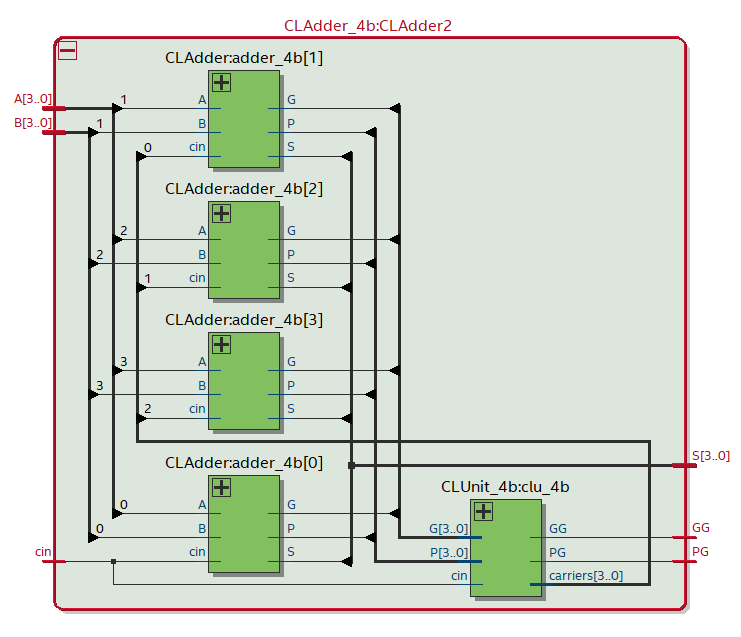 CLAdder_4b:CLAdder2
CLAdder:adder_4b[1]
A[3..0]
1
A
G
B[3..0]
1
B
P
0
cin
S
CLAdder:adder_4b[2]
2
A
G
2
B
P
1
cin
S
CLAdder:adder_4b[3]
3
A
G
3
B
P
2
cin
S
CLAdder:adder_4b[0]
S[3..0]
CLUnit_4b:clu_4b
0
A
G
0
B
P
G[3..0]
GG
GG
cin
cin
S
P[3..0]
PG
PG
cin
carriers[3..0]